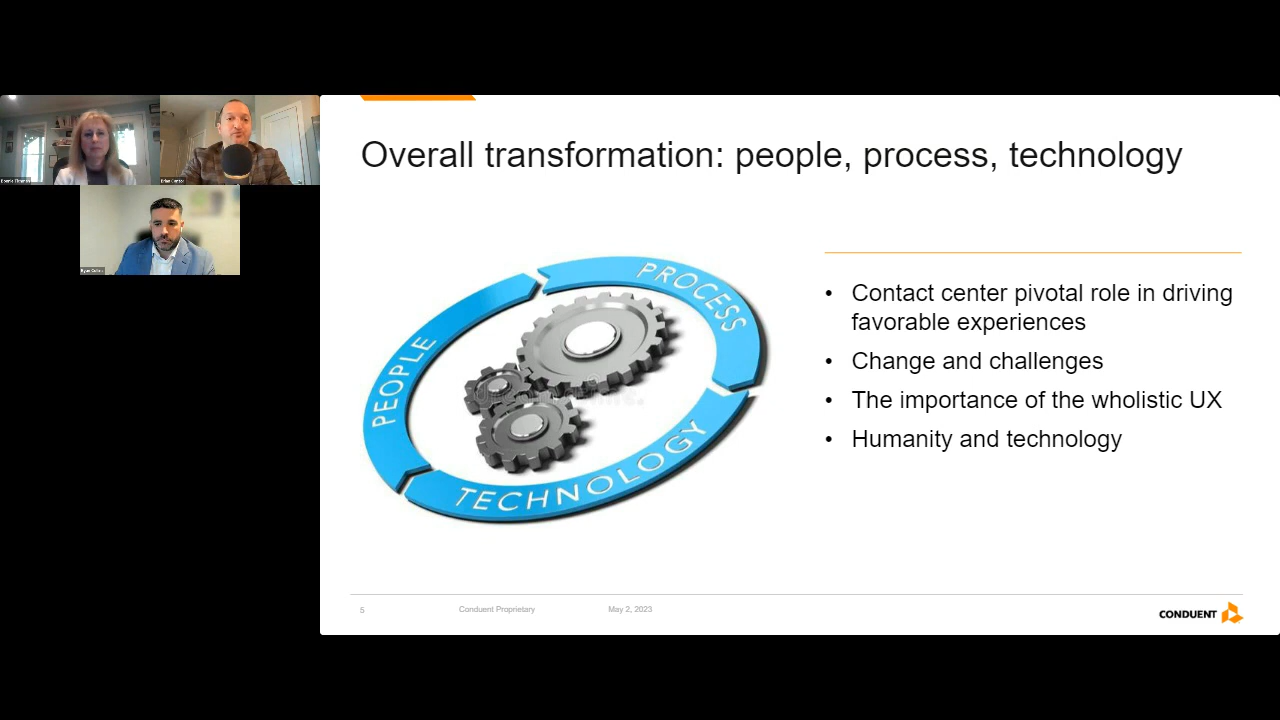 Overall transformation: people, process, technology
PEOPLE
PROCESS
TECHNOLOGY
• Contact center pivotal role in driving
favorable experiences
• Change and challenges
• The importance of the wholistic UX
• Humanity and technology
5
Conduent Proprietary
May 2, 2023
CONDUENT